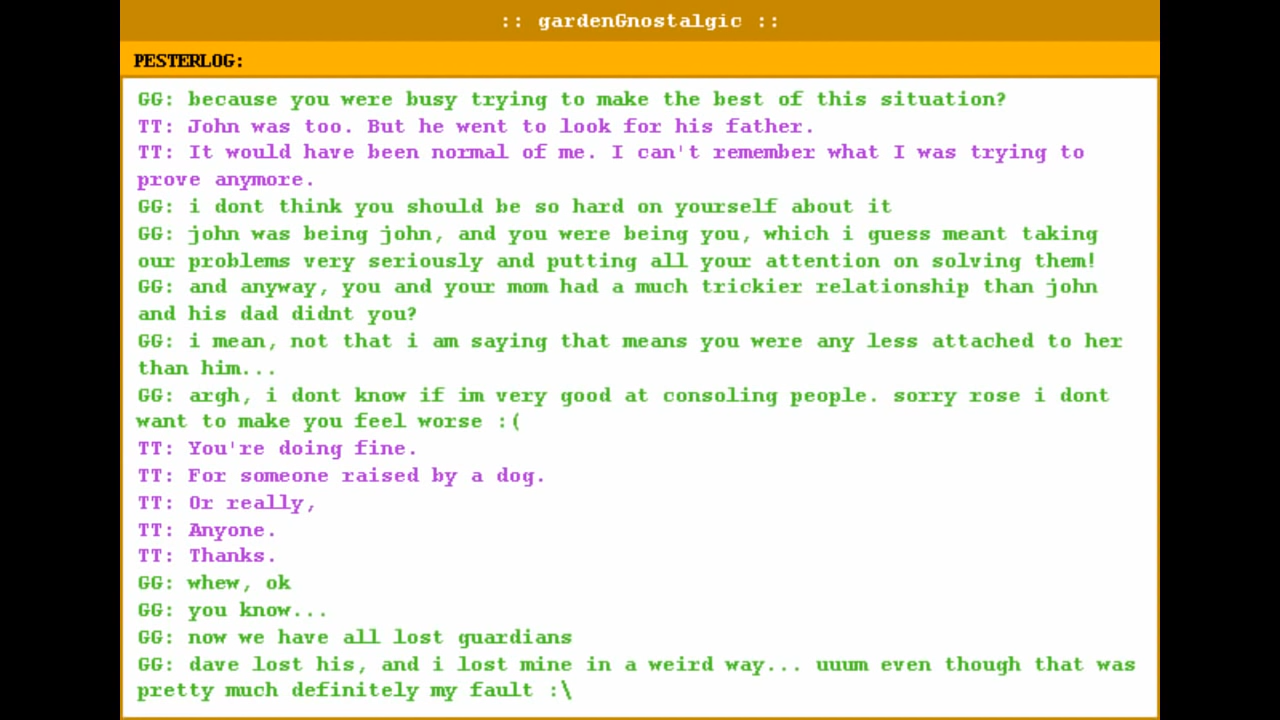 :: gardenGnostalgic ::
PESTERLOG:
GG: because you were busy trying to make the best of this situation?
TT: John was too. But he went to look for his father.
TT: It would have been normal of me. I can't remember what I was trying to
prove anymore.
GG: i dont think you should be so hard on yourself about it
GG: john was being john, and you were being you, which i guess meant taking
our problems very seriously and putting all your attention on solving them!
GG: and anyway, you and your mom had a much trickier relationship than john
and his dad didnt you?
GG: i mean, not that i am saying that means you were any less attached to her
than him...
GG: argh, i dont know if im very good at consoling people. sorry rose i dont
want to make you feel worse :(
TT: You're doing fine.
TT: For someone raised by a dog.
TT: Or really,
TT: Anyone.
TT: Thanks.
GG: whew, ok
GG: you know...
GG: now we have all lost guardians
GG: dave lost his, and i lost mine in a weird way... uuum even though that was
pretty much definitely my fault :\